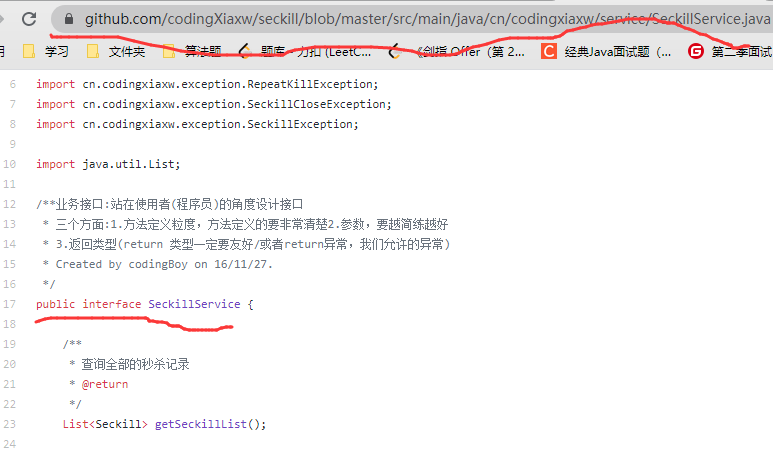 github.com/codingXiaxw/seckill/blob/master/src/main/java/cn/codingxiaxw/service/SeckillService.java
用 学习 文件夹 算法题 题库 - 力扣 (LeetC... 《剑指 Offer（第 2... C 经典Java面试题（... G 第二季面试
6 import cn.codingxiaxw.exception.RepeatKillException;
7 import cn.codingxiaxw.exception.SeckillCloseException;
8 import cn.codingxiaxw.exception.SeckillException;
9
10 import java.util.List;
11
12 /**业务接口:站在使用者(程序员)的角度设计接口
13 * 三个方面:1.方法定义粒度，方法定义的要非常清楚2.参数，要越简练越好
14 * 3.返回类型(return 类型一定要友好/或者return异常，我们允许的异常)
15 * Created by codingBoy on 16/11/27.
16 */
17 public interface SeckillService {
18
19 /**
20 * 查询全部的秒杀记录
21 * @return
22 */
23 List<Seckill> getSeckillList();
24